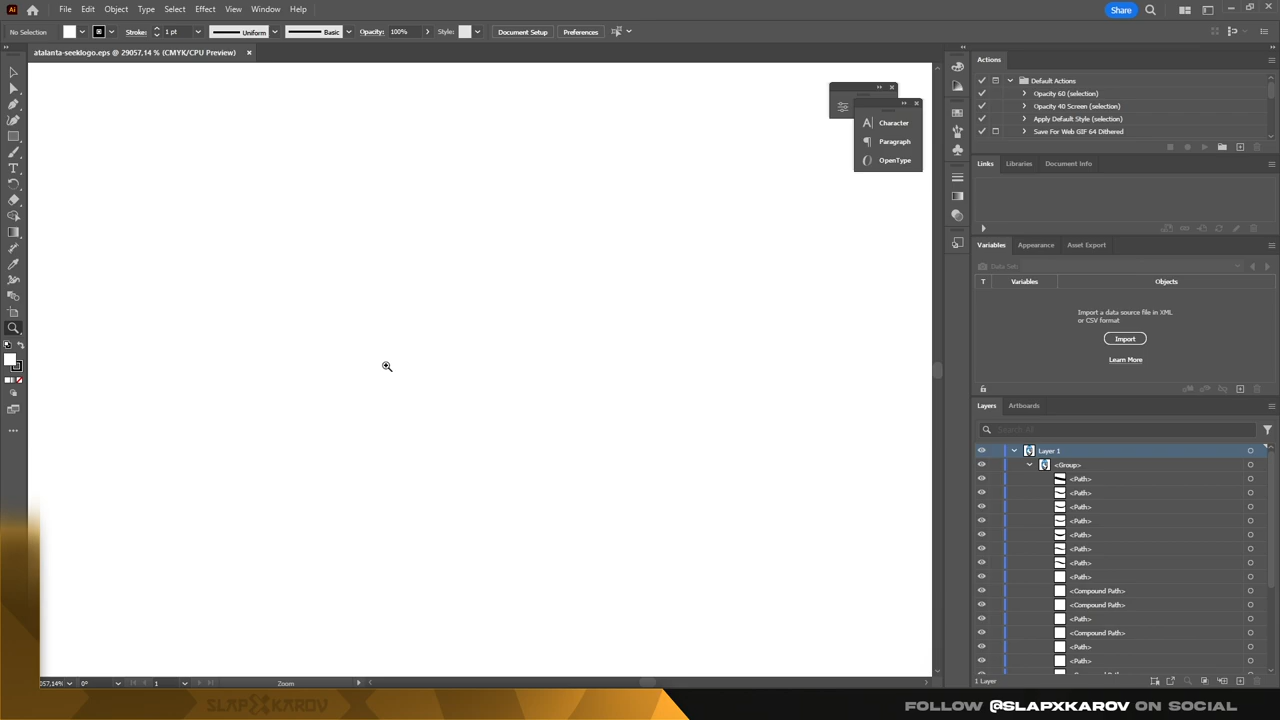 Ai File Edit Object Type Select Effect View Window Help Share
No Selection Stroke: 1 pt Uniform Basic Opacity: 100% Style: Document Setup Preferences
atalanta-seeklogo.eps @ 29057,14 % (CMYK/CPU Preview) ×
Character
Paragraph
OpenType
Actions
Default Actions
Opacity 60 (selection)
Opacity 40 Screen (selection)
Apply Default Style (selection)
Save For Web GIF 64 Dithered
Links Libraries Document Info
Variables Appearance Asset Export
Data Set
T Variables Objects
Import a data source file in XML
or CSV format
Import
Learn More
Layers Artboards
Search All
Layer 1
<Group>
<Path>
<Path>
<Path>
<Path>
<Path>
<Path>
<Path>
<Path>
<Compound Path>
<Compound Path>
<Path>
<Compound Path>
<Path>
<Path>
057,14% 0° 1 Zoom 1 Layer
SLAPXKAROV
FOLLOW @SLAPXKAROV ON SOCIAL